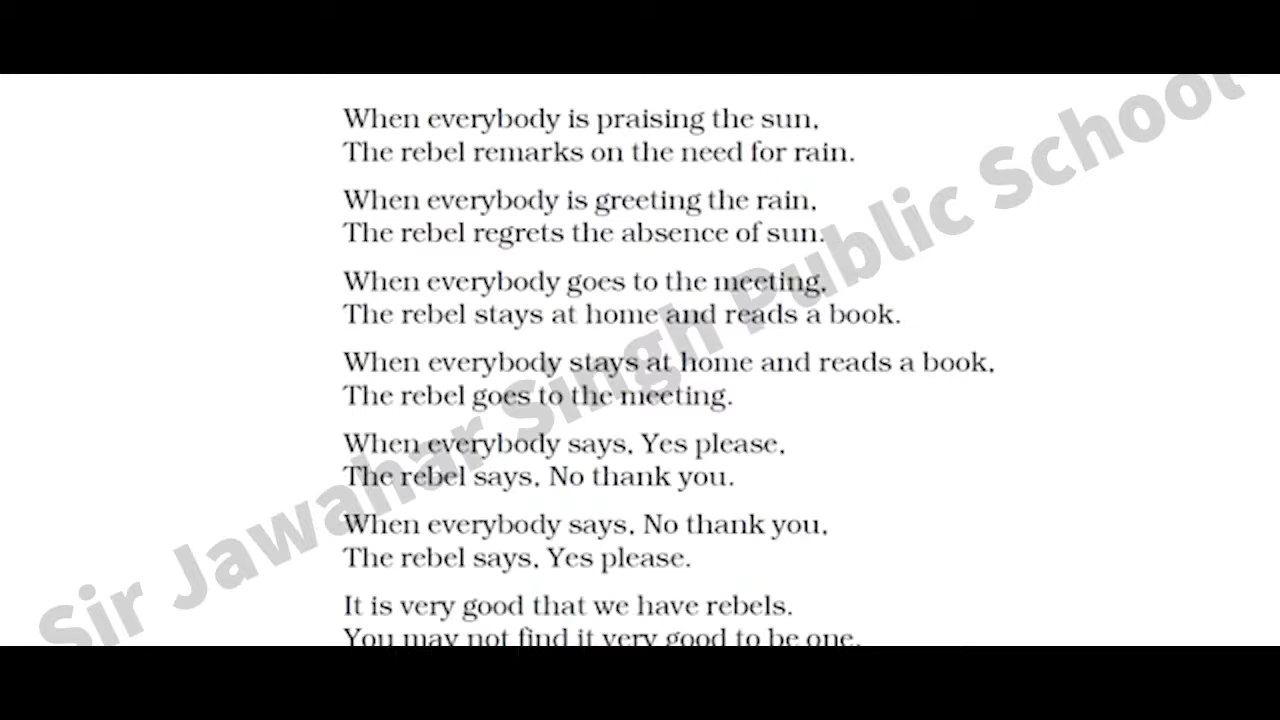 When everybody is praising the sun,
The rebel remarks on the need for rain.
When everybody is greeting the rain,
The rebel regrets the absence of sun.
When everybody goes to the meeting,
The rebel stays at home and reads a book.
When everybody stays at home and reads a book,
The rebel goes to the meeting.
When everybody says, Yes please,
The rebel says, No thank you.
When everybody says, No thank you,
The rebel says, Yes please.
It is very good that we have rebels.
You may not find it very good to be one.
Sir Jawahar Singh Public School